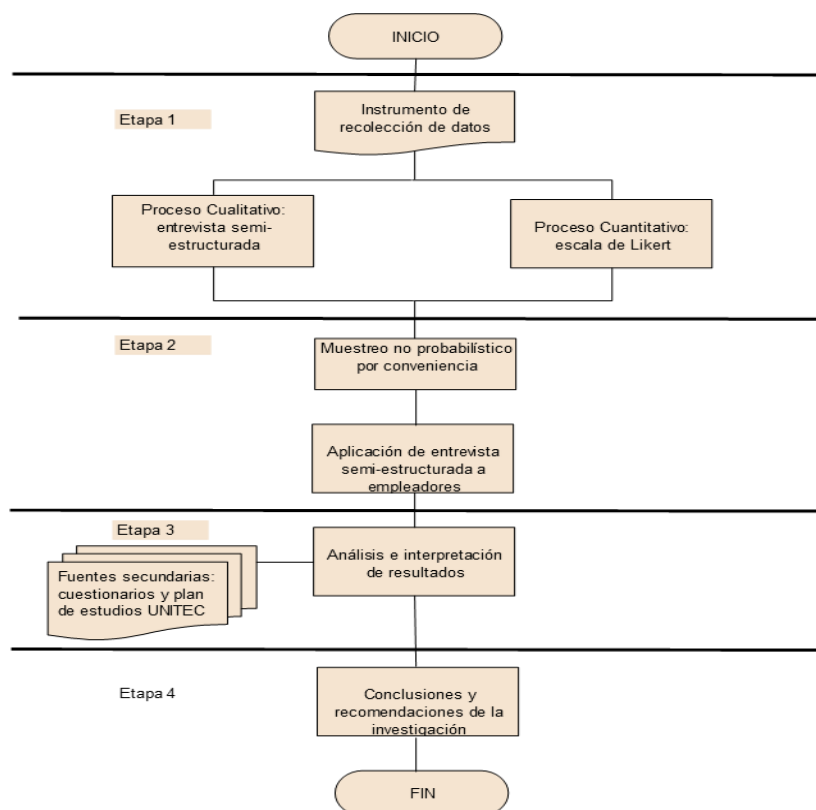 INICIO
Etapa 1
Instrumento de
recolección de datos
Proceso Cualitativo:
entrevista semi-
estructurada
Proceso Cuantitativo:
escala de Likert
Etapa 2
Muestreo no probabilístico
por conveniencia
Aplicación de entrevista
semi-estructurada a
empleadores
Etapa 3
Análisis e interpretación
de resultados
Fuentes secundarias:
cuestionarios y plan
de estudios UNITEC
Etapa 4
Conclusiones y
recomendaciones de la
investigación
FIN